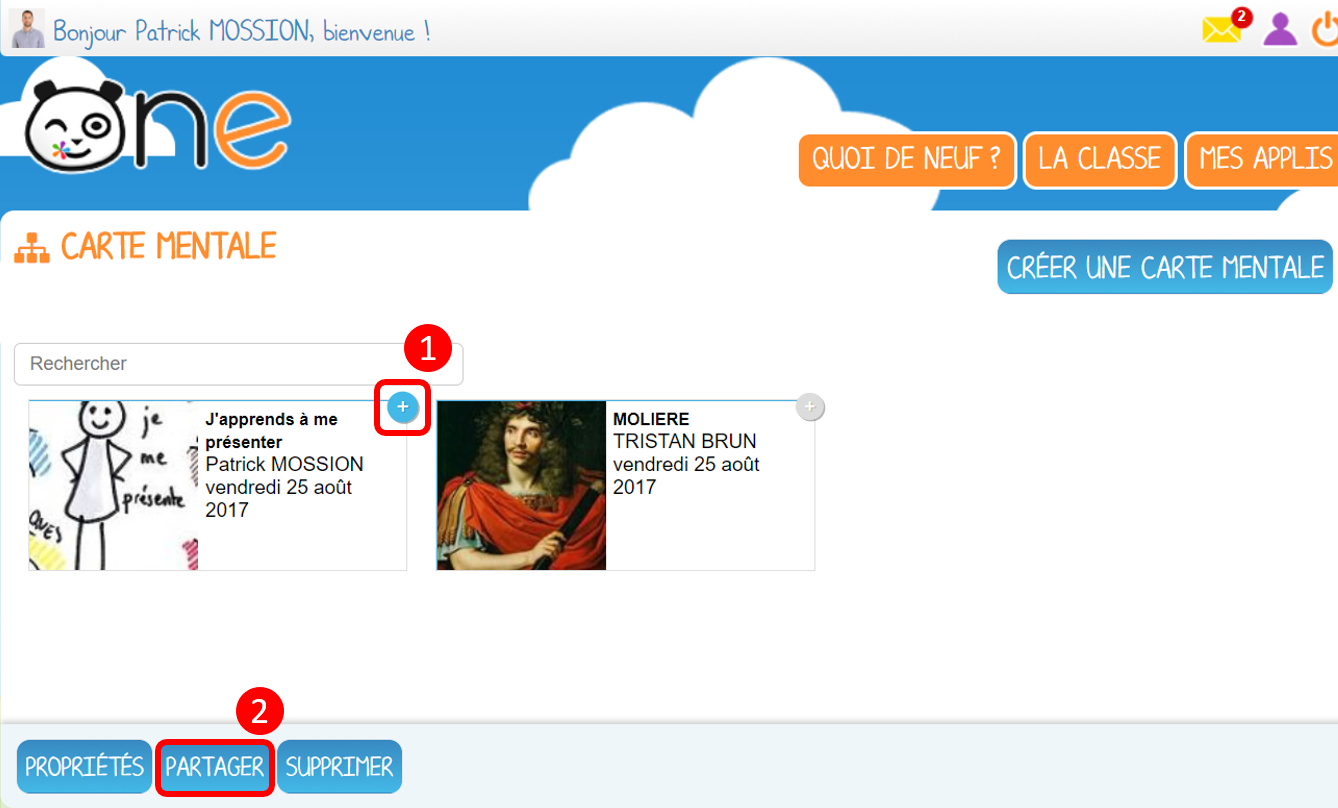 Bonjour Patrick MOSSION, bienvenue !
2
One
QUOI DE NEUF ?
LA CLASSE
MES APPLIS
CARTE MENTALE
CRÉER UNE CARTE MENTALE
Rechercher
1
+
je
me
présente
QUES
J'apprends à me
présenter
Patrick MOSSION
vendredi 25 août
2017
+
MOLIERE
TRISTAN BRUN
vendredi 25 août
2017
2
PROPRIÉTÉS
PARTAGER
SUPPRIMER